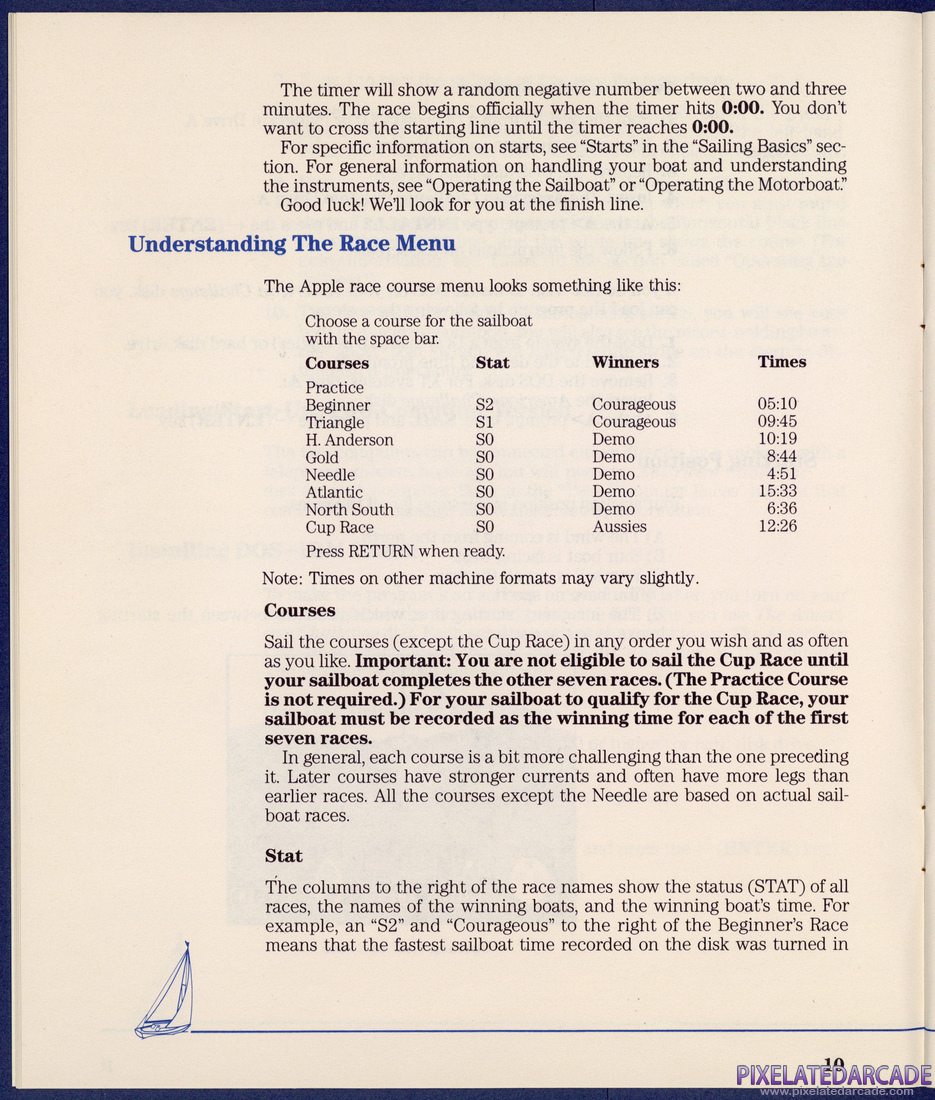 The timer will show a random negative number between two and three
minutes. The race begins officially when the timer hits 0:00. You don't
want to cross the starting line until the timer reaches 0:00.
For specific information on starts, see “Starts” in the “Sailing Basics” sec-
tion. For general information on handling your boat and understanding
the instruments, see “Operating the Sailboat” or “Operating the Motorboat.”
Good luck! We'll look for you at the finish line.
Understanding The Race Menu
The Apple race course menu looks something like this:
Choose a course for the sailboat
with the space bar.
Courses Stat Winners Times
Practice
Beginner S2 Courageous 05:10
Triangle S1 Courageous 09:45
H. Anderson S0 Demo 10:19
Gold S0 Demo 8:44
Needle S0 Demo 4:51
Atlantic S0 Demo 15:33
North South S0 Demo 6:36
Cup Race S0 Aussies 12:26
Press RETURN when ready.
Note: Times on other machine formats may vary slightly.
Courses
Sail the courses (except the Cup Race) in any order you wish and as often
as you like. Important: You are not eligible to sail the Cup Race until
your sailboat completes the other seven races. (The Practice Course
is not required.) For your sailboat to qualify for the Cup Race, your
sailboat must be recorded as the winning time for each of the first
seven races.
In general, each course is a bit more challenging than the one preceding
it. Later courses have stronger currents and often have more legs than
earlier races. All the courses except the Needle are based on actual sail-
boat races.
Stat
The columns to the right of the race names show the status (STAT) of all
races, the names of the winning boats, and the winning boat's time. For
example, an “S2” and “Courageous” to the right of the Beginner's Race
means that the fastest sailboat time recorded on the disk was turned in
19
PIXELATEDARCADE
www.pixelatedarcade.com